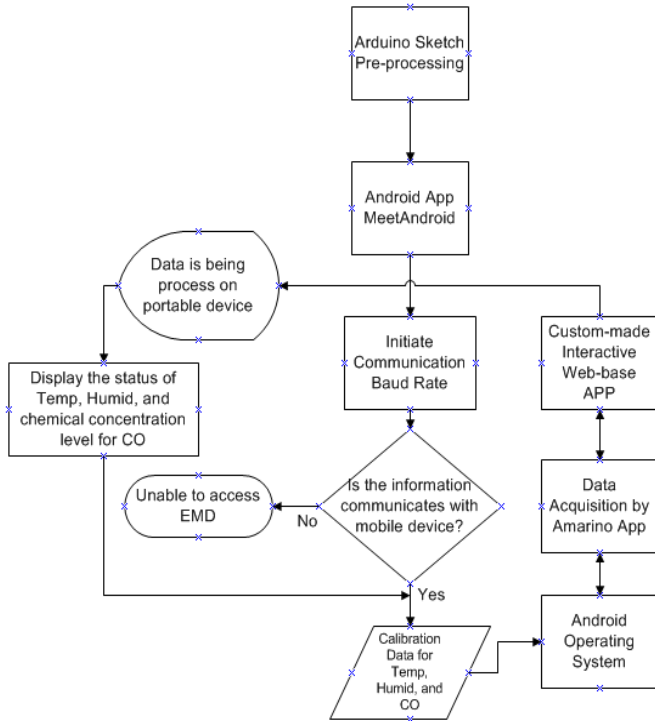 Arduino Sketch
Pre-processing
Android App
MeetAndroid
Data is being
process on
portable device
Initiate
Communication
Baud Rate
Custom-made
Interactive
Web-base
APP
Display the status of
Temp, Humid, and
chemical concentration
level for CO
Is the information
communicates with
mobile device?
Unable to access
EMD
No
Data
Acquisition by
Amarino App
Yes
Calibration
Data for
Temp,
Humid, and
CO
Android
Operating
System